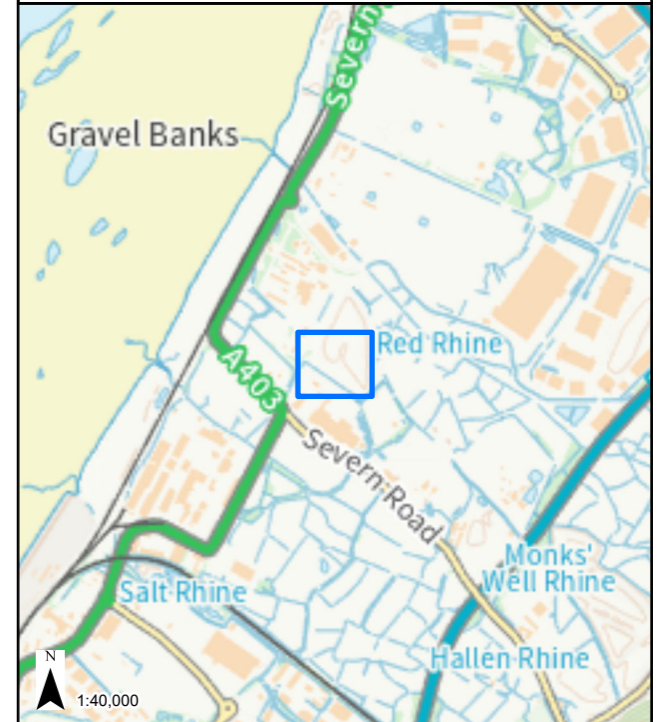 Severn
Gravel Banks
Red Rhine
A403
Severn Road
Monks'
Well Rhine
Salt Rhine
Hallen Rhine
N
1:40,000